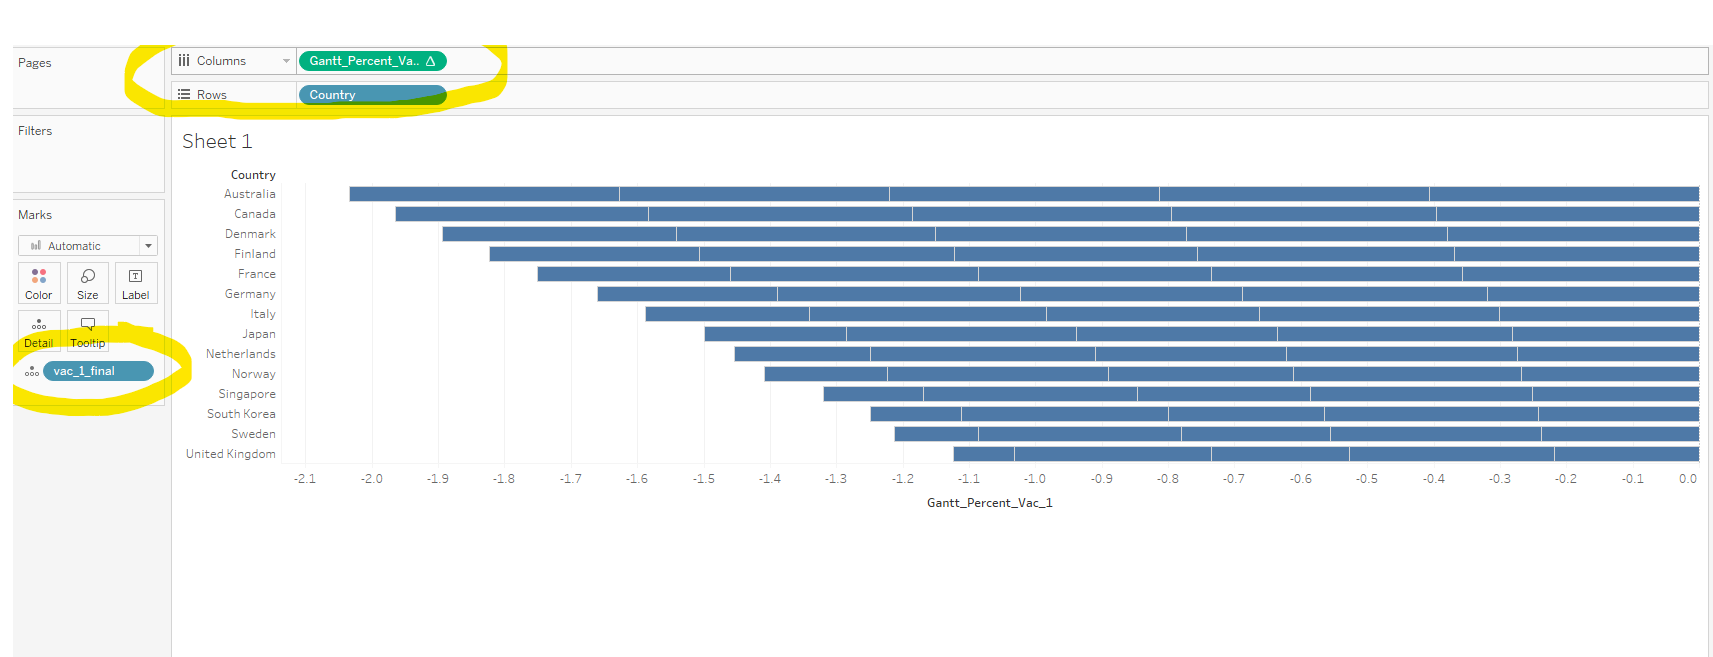 Pages
Columns Gantt_Percent_Va.. Δ
Rows Country
Filters
Marks
Automatic
Color Size Label
Detail Tooltip
vac_1_final
Sheet 1
Country
Australia
Canada
Denmark
Finland
France
Germany
Italy
Japan
Netherlands
Norway
Singapore
South Korea
Sweden
United Kingdom
-2.1 -2.0 -1.9 -1.8 -1.7 -1.6 -1.5 -1.4 -1.3 -1.2 -1.1 -1.0 -0.9 -0.8 -0.7 -0.6 -0.5 -0.4 -0.3 -0.2 -0.1 0.0
Gantt_Percent_Vac_1